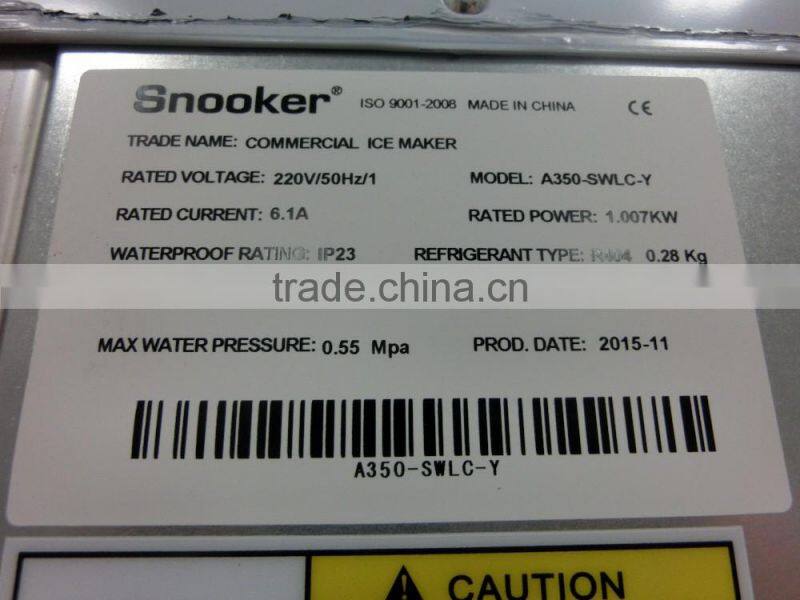 Snooker® ISO 9001-2008 MADE IN CHINA CE
TRADE NAME: COMMERCIAL ICE MAKER
RATED VOLTAGE: 220V/50Hz/1 MODEL: A350-SWLC-Y
RATED CURRENT: 6.1A RATED POWER: 1.007KW
WATERPROOF RATING: IP23 REFRIGERANT TYPE: R404 0.28 Kg
trade.china.cn
MAX WATER PRESSURE: 0.55 Mpa PROD. DATE: 2015-11
A350-SWLC-Y
CAUTION